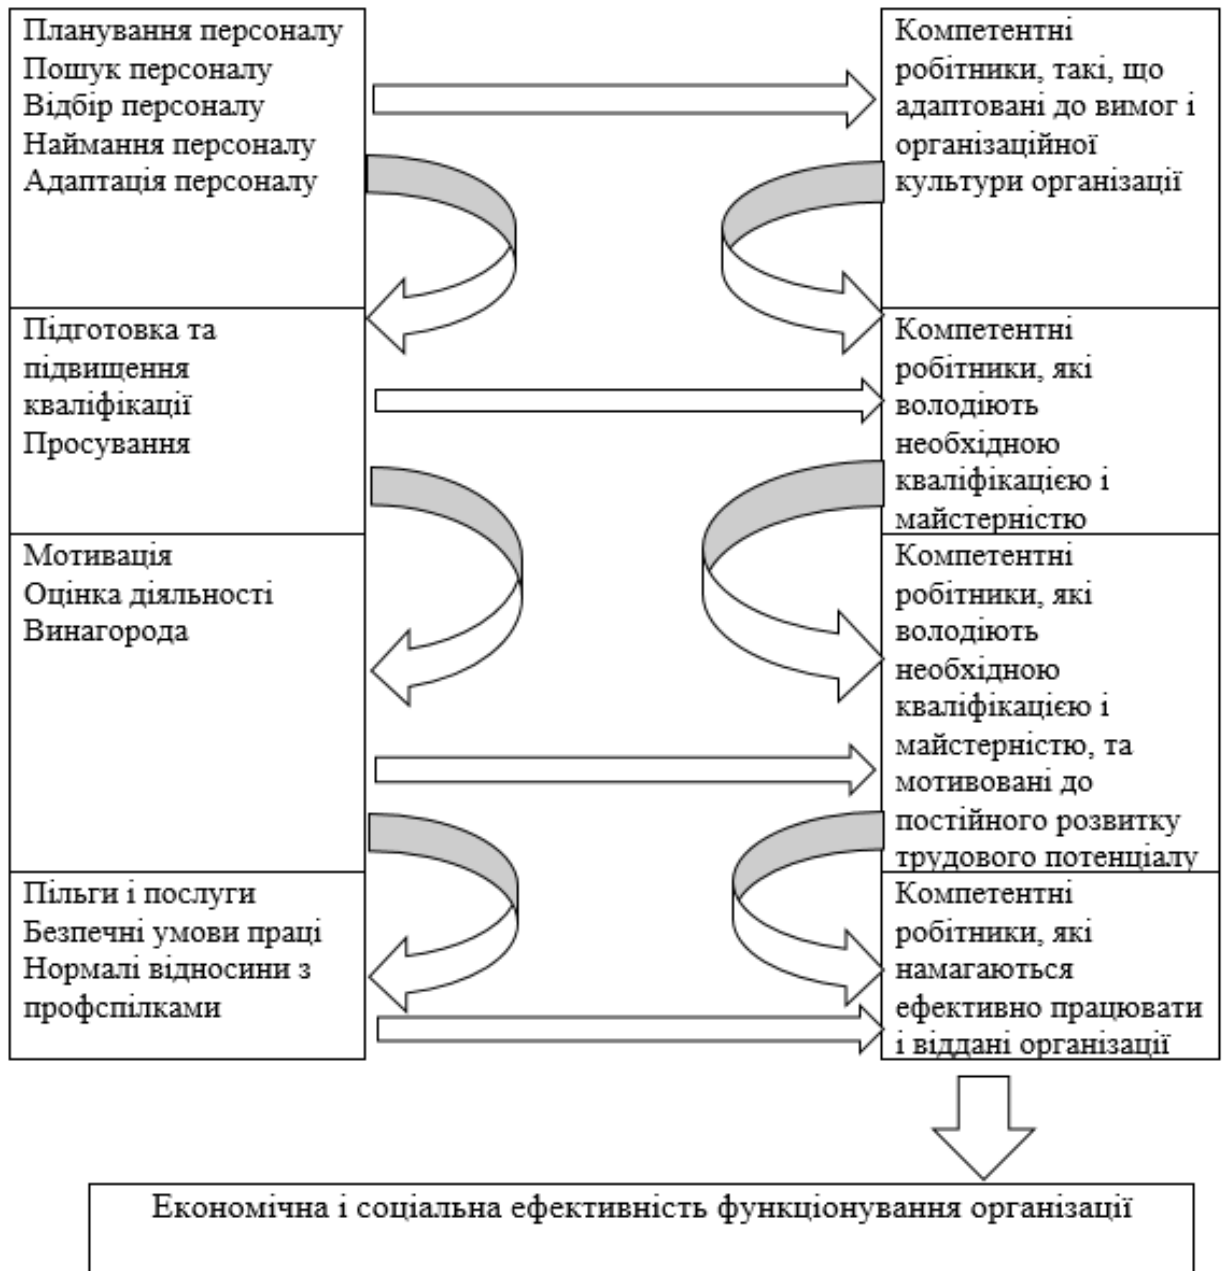 Планування персоналу
Пошук персоналу
Відбір персоналу
Наймання персоналу
Адаптація персоналу
Компетентні
робітники, такі, що
адаптовані до вимог і
організаційної
культури організації
Підготовка та
підвищення
кваліфікації
Просування
Компетентні
робітники, які
володіють
необхідною
кваліфікацією і
майстерністю
Мотивація
Оцінка діяльності
Винагорода
Компетентні
робітники, які
володіють
необхідною
кваліфікацією і
майстерністю, та
мотивовані до
постійного розвитку
трудового потенціалу
Пільги і послуги
Безпечні умови праці
Нормалі відносини з
профспілками
Компетентні
робітники, які
намагаються
ефективно працювати
і віддані організації
Економічна і соціальна ефективність функціонування організації